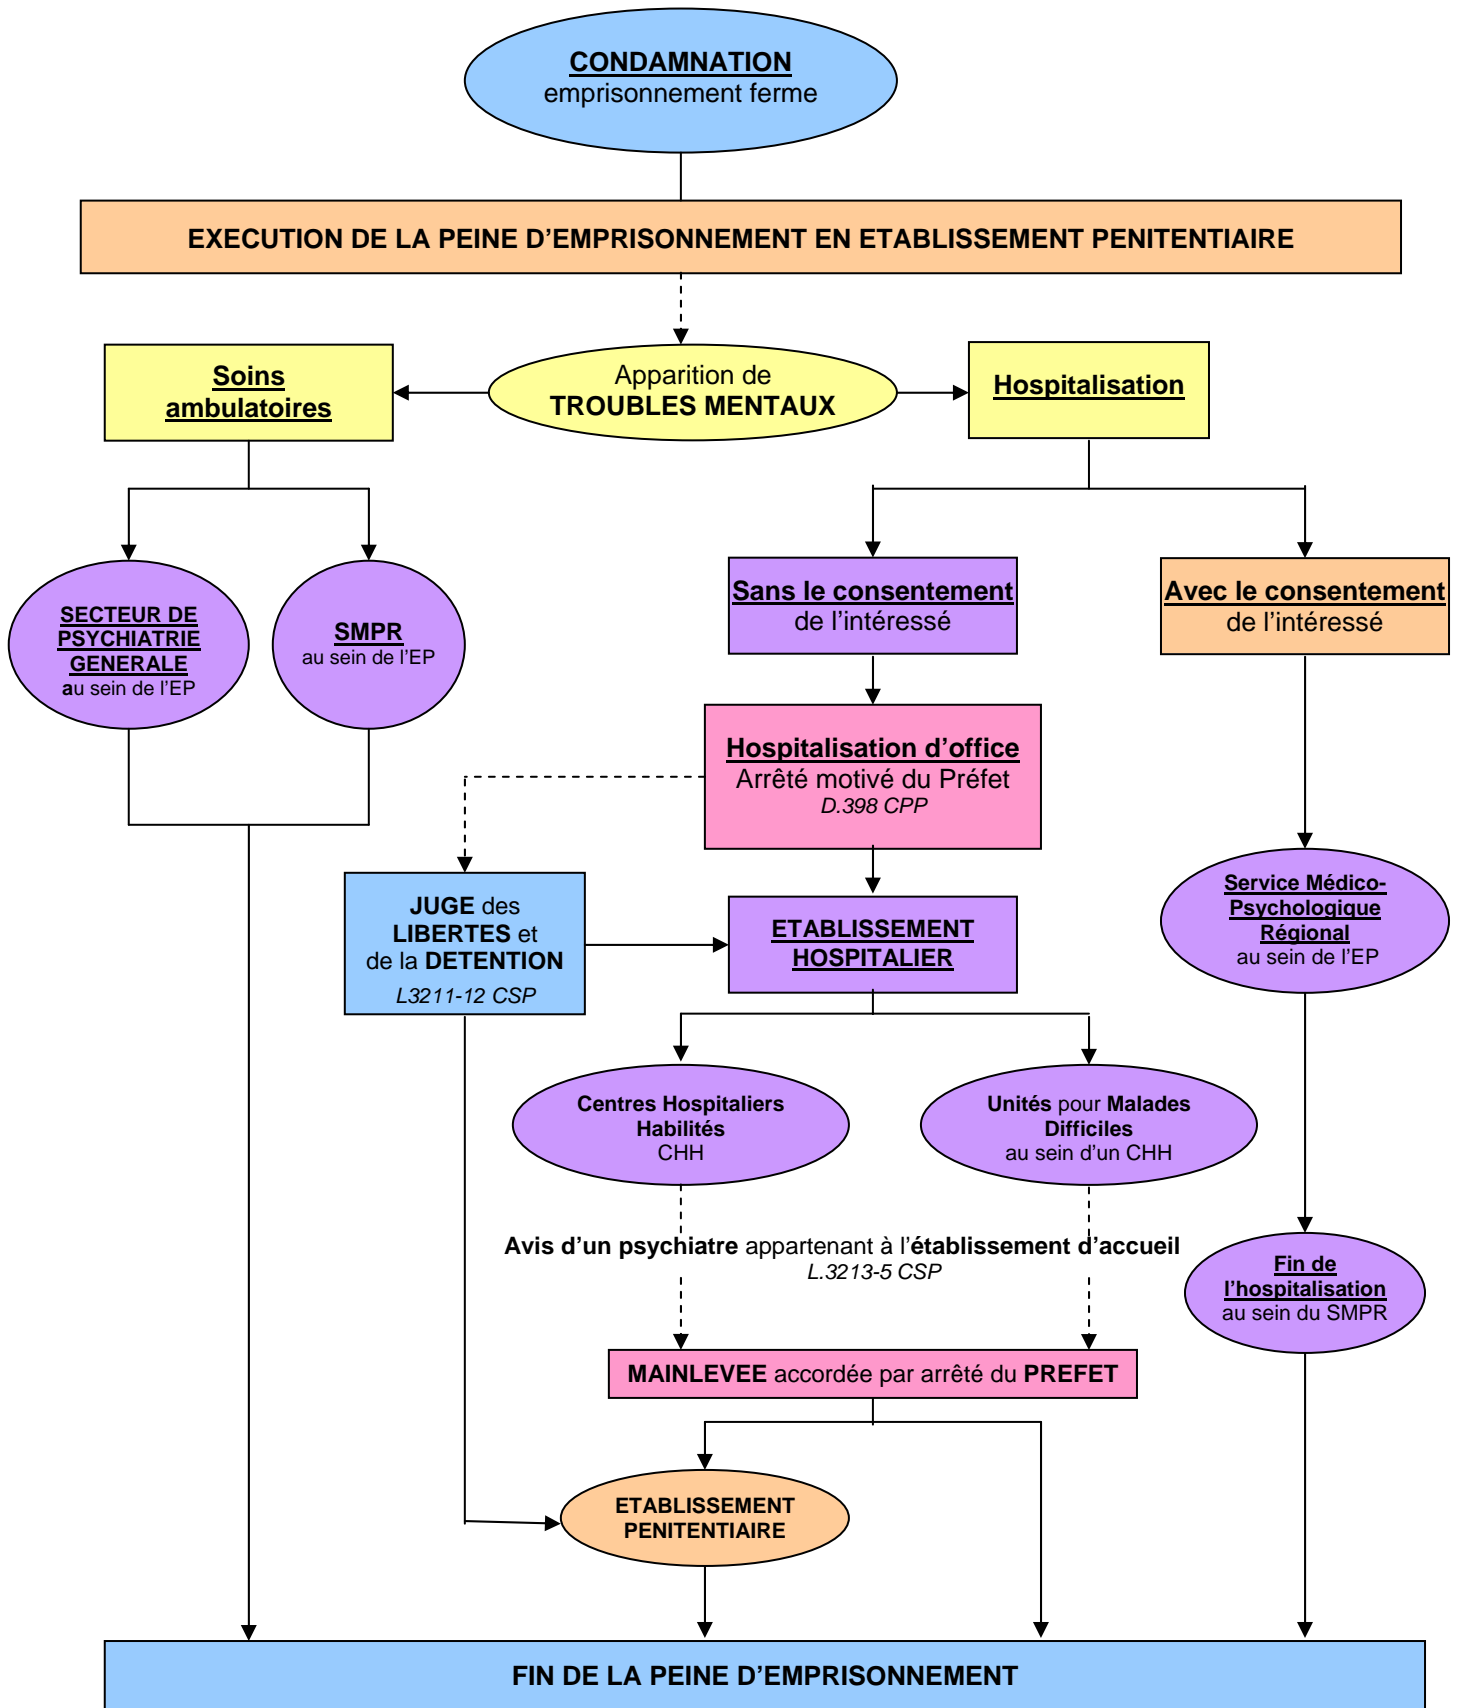 CONDAMNATION
emprisonnement ferme
EXECUTION DE LA PEINE D’EMPRISONNEMENT EN ETABLISSEMENT PENITENTIAIRE
Soins
ambulatoires
Apparition de
TROUBLES MENTAUX
Hospitalisation
SECTEUR DE
PSYCHIATRIE
GENERALE
au sein de l’EP
SMPR
au sein de l’EP
Sans le consentement
de l’intéressé
Avec le consentement
de l’intéressé
Hospitalisation d’office
Arrêté motivé du Préfet
D.398 CPP
JUGE des
LIBERTES et
de la DETENTION
L3211-12 CSP
ETABLISSEMENT
HOSPITALIER
Service Médico-
Psychologique
Régional
au sein de l’EP
Centres Hospitaliers
Habilités
CHH
Unités pour Malades
Difficiles
au sein d’un CHH
Avis d’un psychiatre appartenant à l’établissement d’accueil
L.3213-5 CSP
Fin de
l’hospitalisation
au sein du SMPR
MAINLEVEE accordée par arrêté du PREFET
ETABLISSEMENT
PENITENTIAIRE
FIN DE LA PEINE D’EMPRISONNEMENT